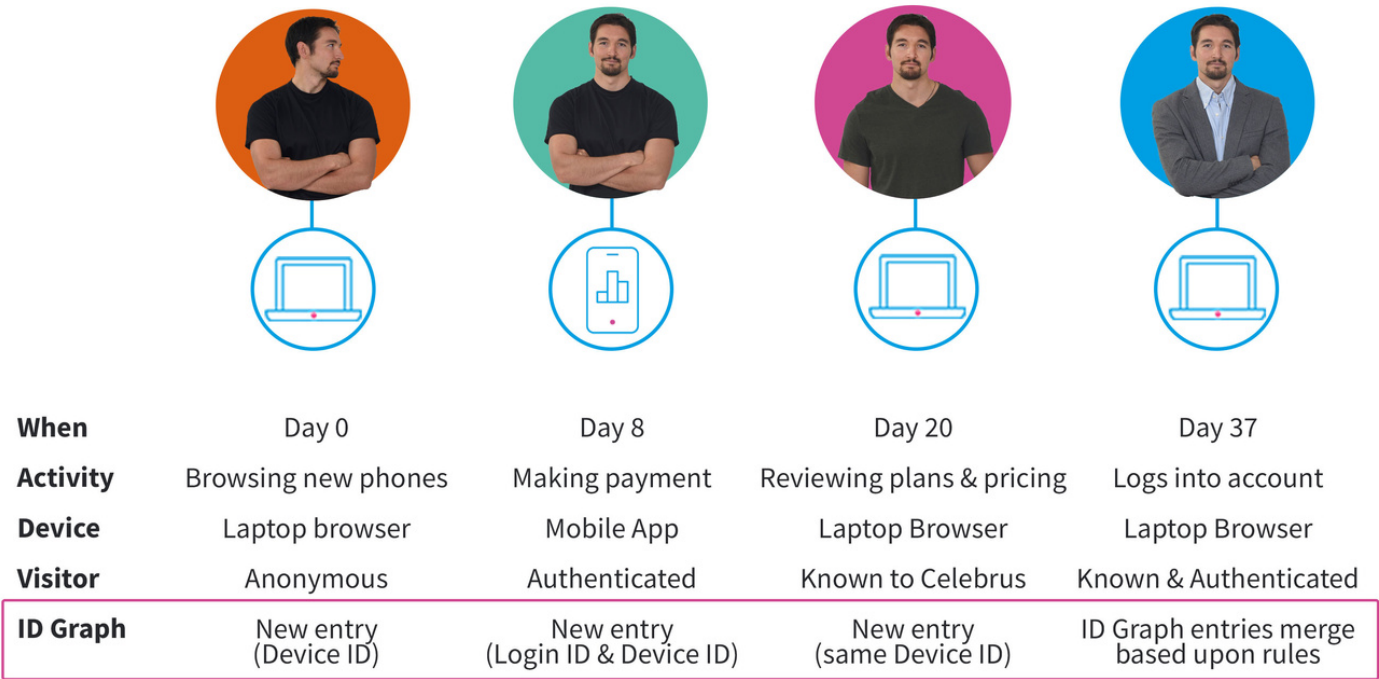 When Day 0 Day 8 Day 20 Day 37
Activity Browsing new phones Making payment Reviewing plans & pricing Logs into account
Device Laptop browser Mobile App Laptop Browser Laptop Browser
Visitor Anonymous Authenticated Known to Celebrus Known & Authenticated
ID Graph New entry New entry New entry ID Graph entries merge
(Device ID) (Login ID & Device ID) (same Device ID) based upon rules